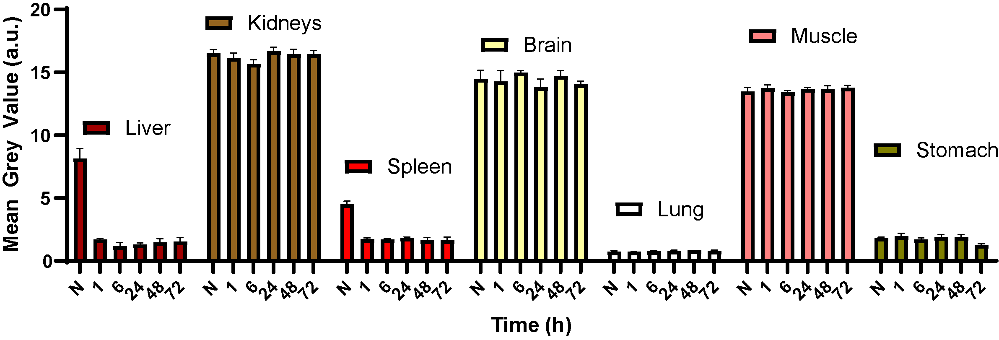 Mean Grey Value (a.u.)
20
15
10
5
0
Liver
Kidneys
Spleen
Brain
Lung
Muscle
Stomach
N 1 6 24 48 72 N 1 6 24 48 72 N 1 6 24 48 72 N 1 6 24 48 72 N 1 6 24 48 72 N 1 6 24 48 72 N 1 6 24 48 72
Time (h)